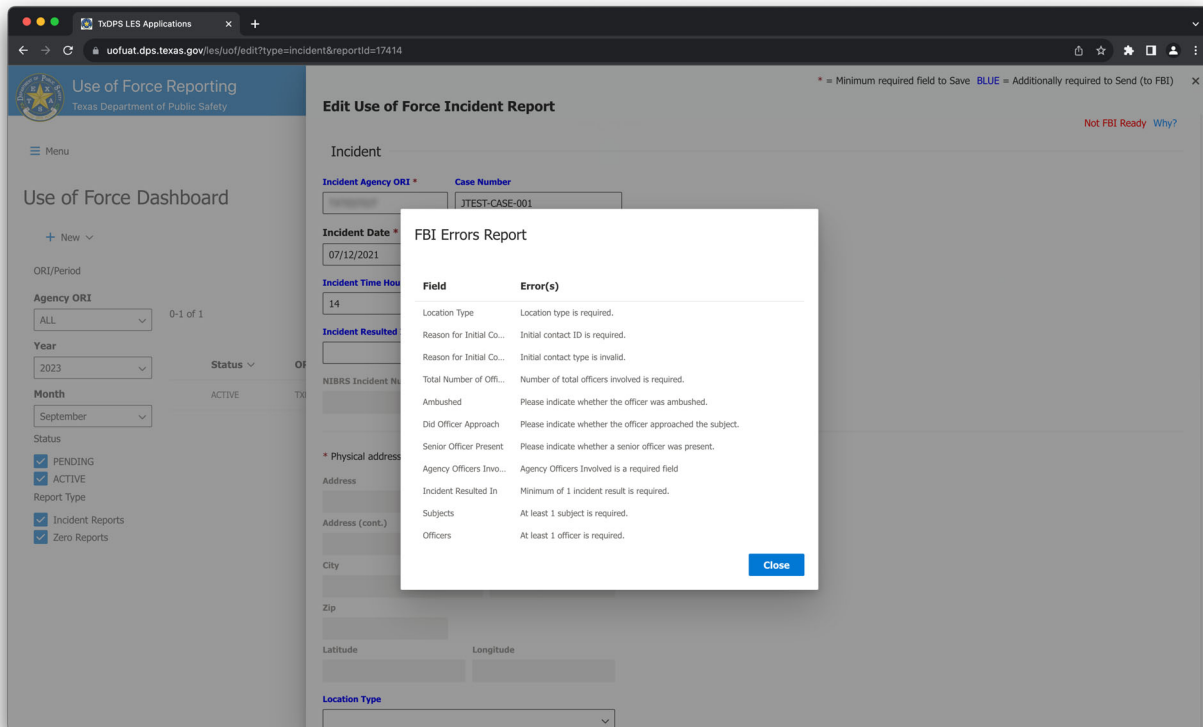 TxDPS LES Applications
uofuat.dps.texas.gov/les/uof/edit?type=incident&reportId=17414
Use of Force Reporting
Texas Department of Public Safety
Menu
Use of Force Dashboard
New
ORI/Period
Agency ORI
ALL
0-1 of 1
Year
2023
Status
Month
ACTIVE
September
Status
PENDING
ACTIVE
Report Type
Incident Reports
Zero Reports
* = Minimum required field to Save BLUE = Additionally required to Send (to FBI)
Edit Use of Force Incident Report
Not FBI Ready Why?
Incident
Incident Agency ORI * Case Number
JTEST-CASE-001
Incident Date *
07/12/2021
Incident Time
14
Incident Resulted
NIBRS Incident
* Physical address
Address
Address (cont.)
City
Zip
Latitude Longitude
Location Type
FBI Errors Report
Field Error(s)
Location Type Location type is required.
Reason for Initial Co... Initial contact ID is required.
Reason for Initial Co... Initial contact type is invalid.
Total Number of Offi... Number of total officers involved is required.
Ambushed Please indicate whether the officer was ambushed.
Did Officer Approach Please indicate whether the officer approached the subject.
Senior Officer Present Please indicate whether a senior officer was present.
Agency Officers Invo... Agency Officers Involved is a required field
Incident Resulted In Minimum of 1 incident result is required.
Subjects At least 1 subject is required.
Officers At least 1 officer is required.
Close